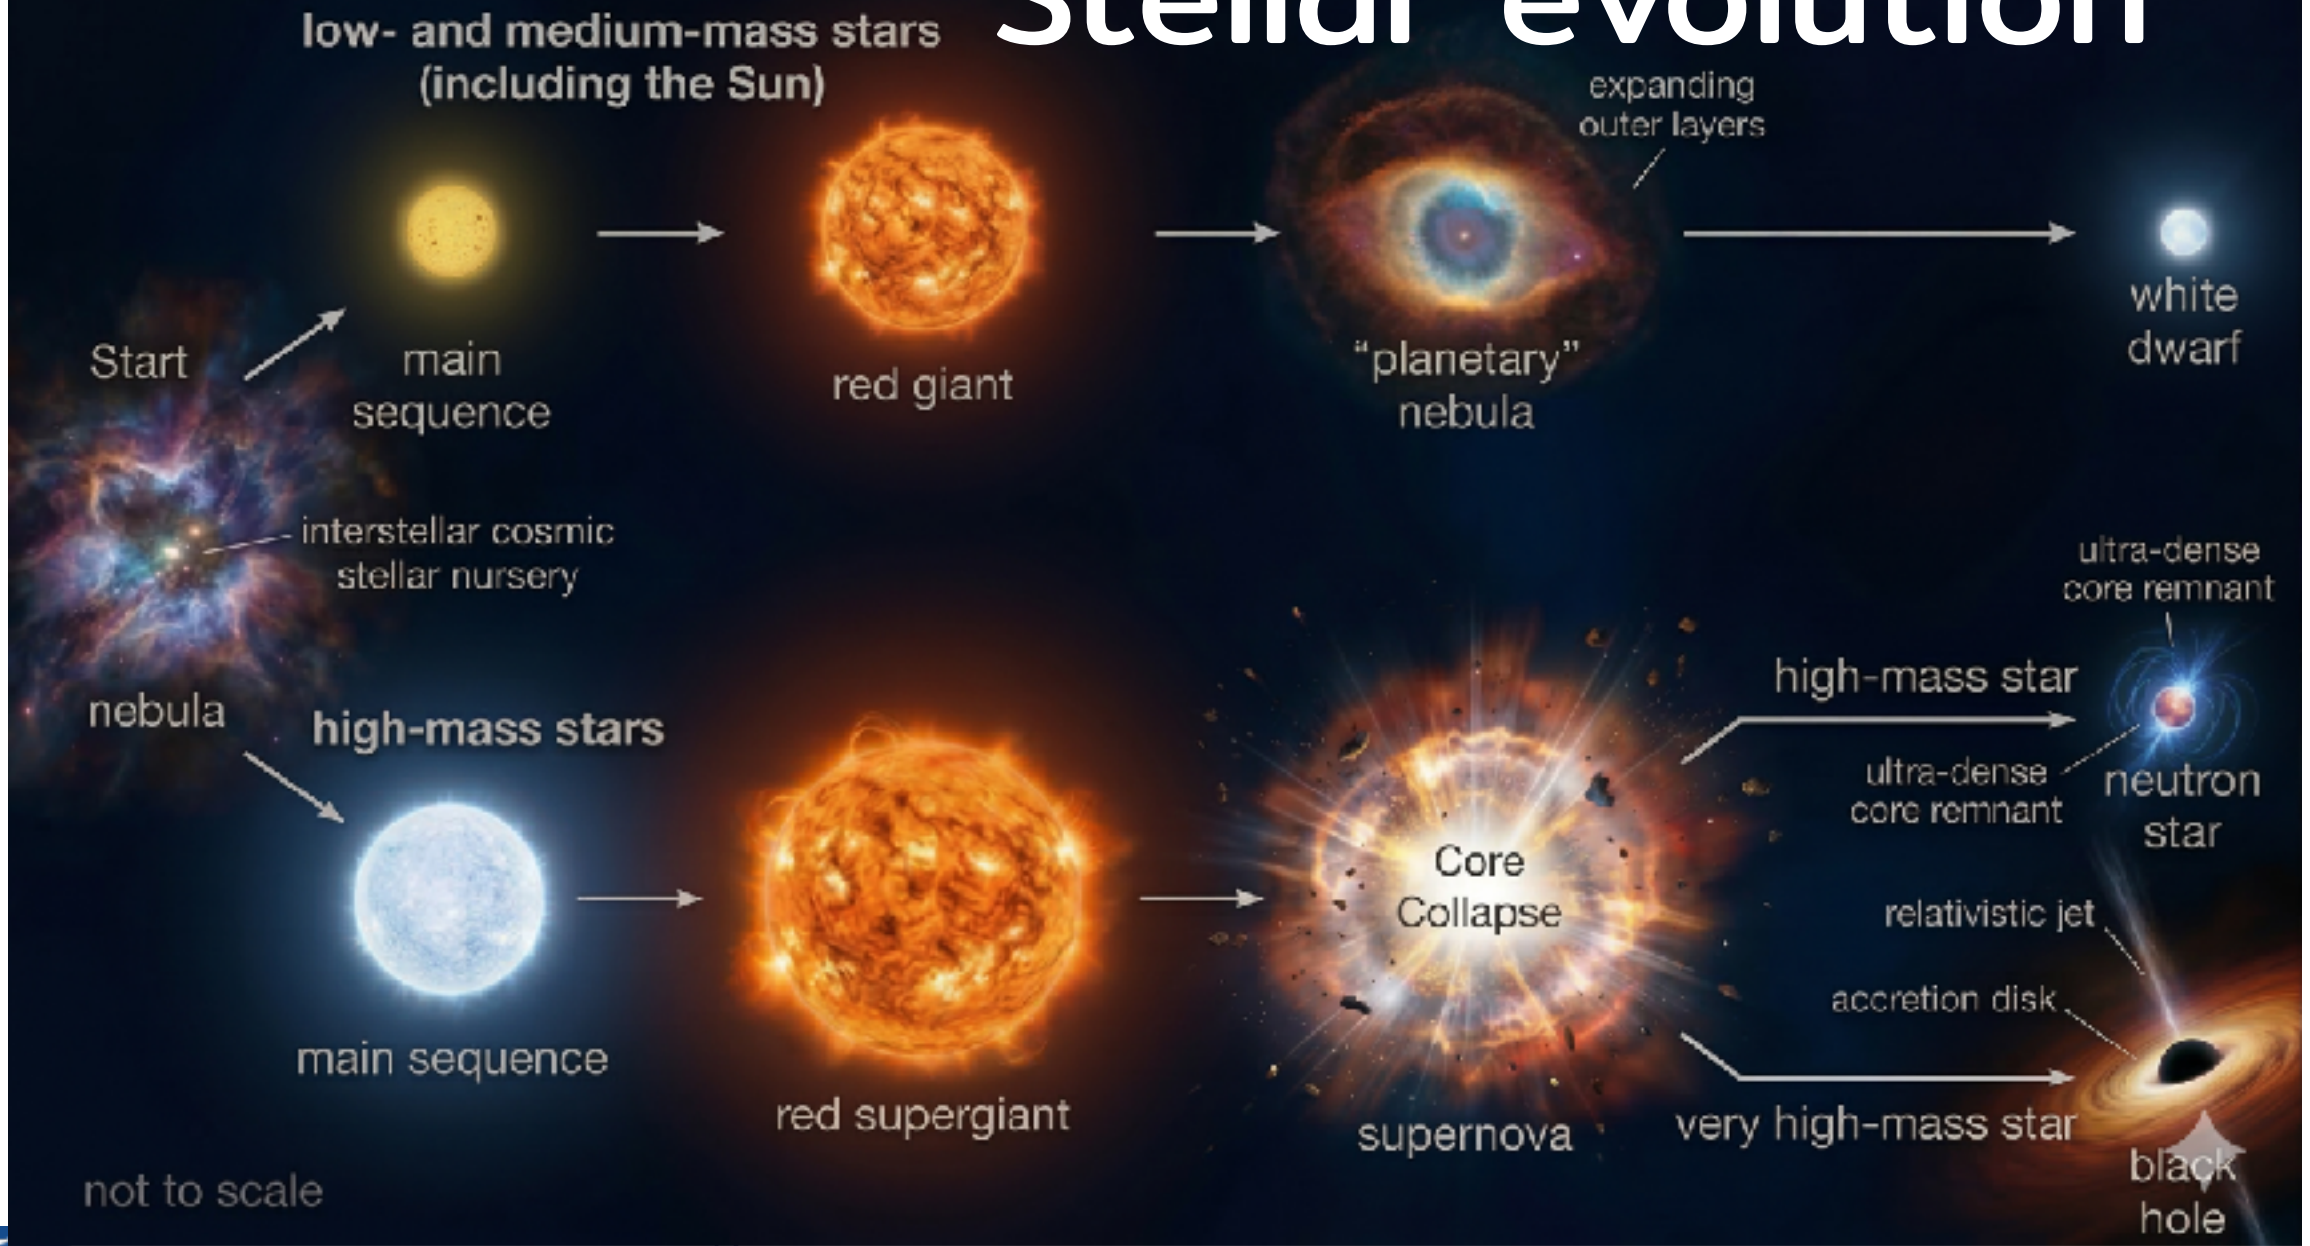 Stellar evolution
low- and medium-mass stars
(including the Sun)
expanding
outer layers
Start
main
sequence
red giant
“planetary”
nebula
white
dwarf
interstellar cosmic
stellar nursery
nebula
high-mass stars
main sequence
red supergiant
Core
Collapse
supernova
high-mass star
ultra-dense
core remnant
ultra-dense
core remnant
neutron
star
relativistic jet
accretion disk
very high-mass star
black
hole
not to scale